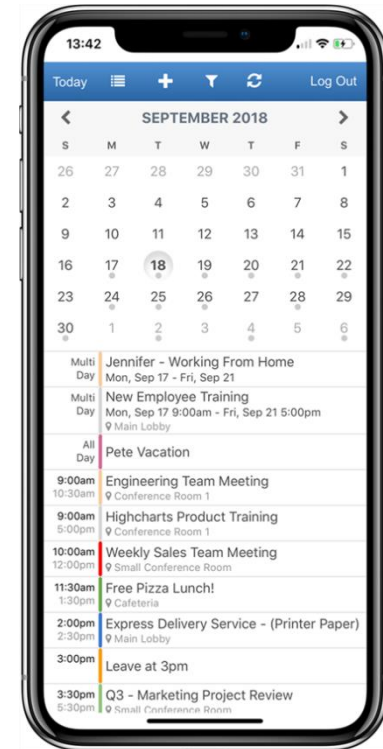 13:42
Today Log Out
SEPTEMBER 2018
S M T W T F S
26 27 28 29 30 31 1
2 3 4 5 6 7 8
9 10 11 12 13 14 15
16 17 18 19 20 21 22
23 24 25 26 27 28 29
30 1 2 3 4 5 6
Multi Jennifer - Working From Home
Day Mon, Sep 17 - Fri, Sep 21
Multi New Employee Training
Day Mon, Sep 17 9:00am - Fri, Sep 21 5:00pm
Main Lobby
All
Day Pete Vacation
9:00am Engineering Team Meeting
10:30am Conference Room 1
9:00am Highcharts Product Training
5:00pm Conference Room 1
10:00am Weekly Sales Team Meeting
12:00pm Small Conference Room
11:30am Free Pizza Lunch!
1:30pm Cafeteria
2:00pm Express Delivery Service - (Printer Paper)
2:30pm Main Lobby
3:00pm Leave at 3pm
3:30pm Q3 - Marketing Project Review
5:30pm Small Conference Room